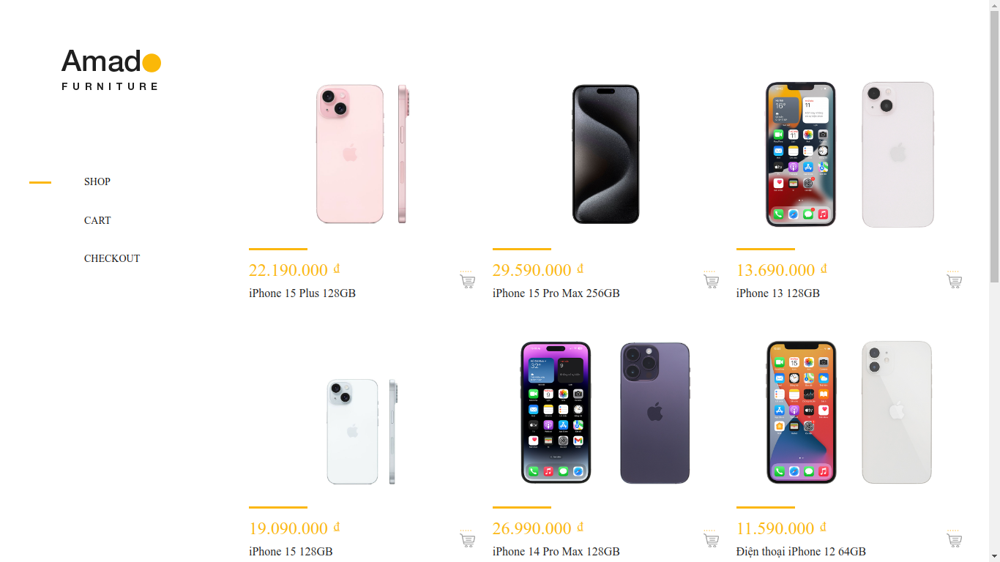 Amado
FURNITURE
SHOP
CART
CHECKOUT
22.190.000 ₫
iPhone 15 Plus 128GB
29.590.000 ₫
iPhone 15 Pro Max 256GB
13.690.000 ₫
iPhone 13 128GB
19.090.000 ₫
iPhone 15 128GB
26.990.000 ₫
iPhone 14 Pro Max 128GB
11.590.000 ₫
Điện thoại iPhone 12 64GB